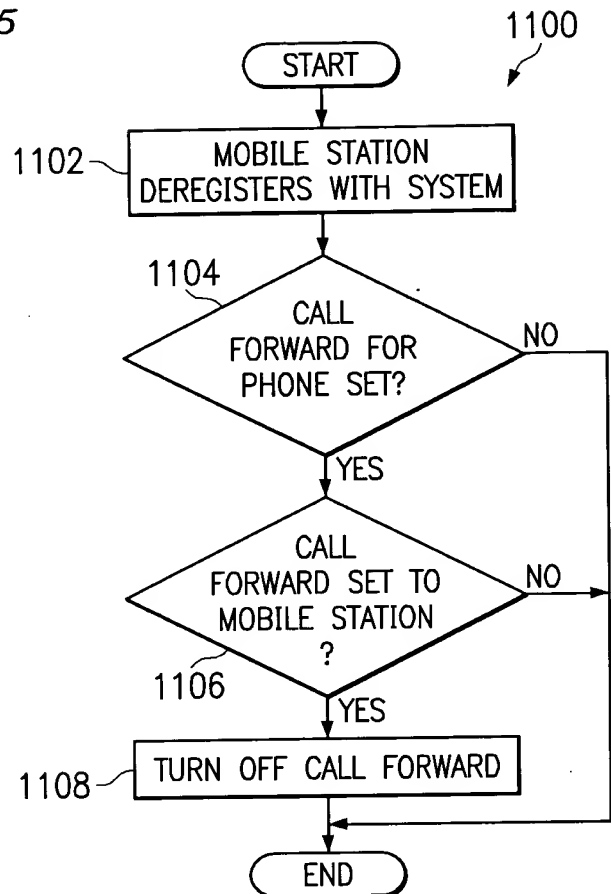 5
1100
START
1102
MOBILE STATION
DEREGISTERS WITH SYSTEM
1104
CALL
FORWARD FOR
PHONE SET?
NO
YES
CALL
FORWARD SET TO
MOBILE STATION
?
NO
1106
YES
1108
TURN OFF CALL FORWARD
END